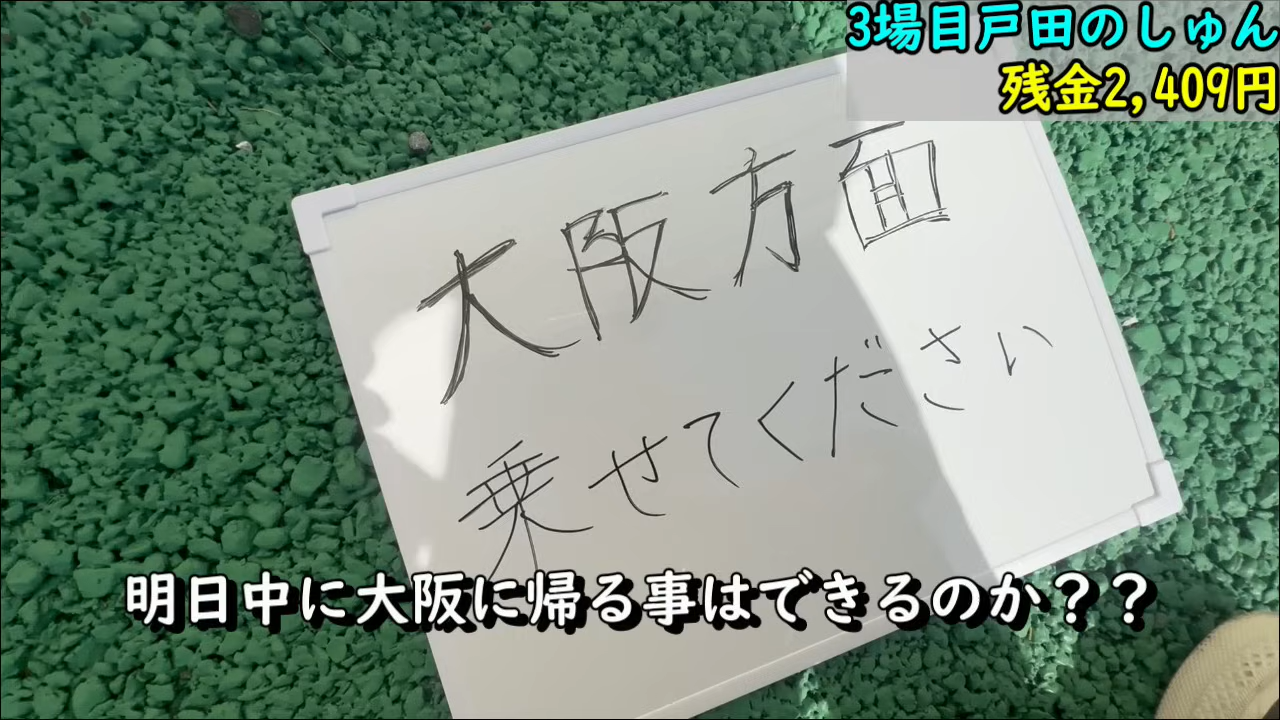 3場目戸田のしゅん
残金2,409円
大阪方面
乗せてください
明日中に大阪に帰る事はできるのか？？